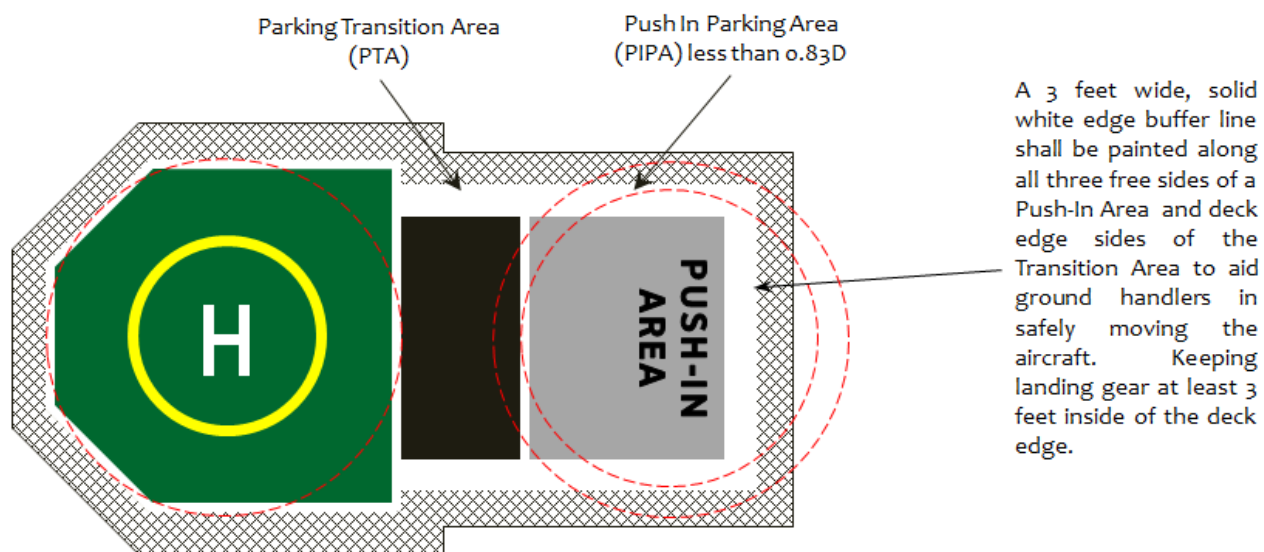 Parking Transition Area
(PTA)
Push In Parking Area
(PIPA) less than 0.83D
A 3 feet wide, solid
white edge buffer line
shall be painted along
all three free sides of a
Push-In Area and deck
edge sides of the
Transition Area to aid
ground handlers in
safely moving the
aircraft. Keeping
landing gear at least 3
feet inside of the deck
edge.
H
PUSH-IN
AREA